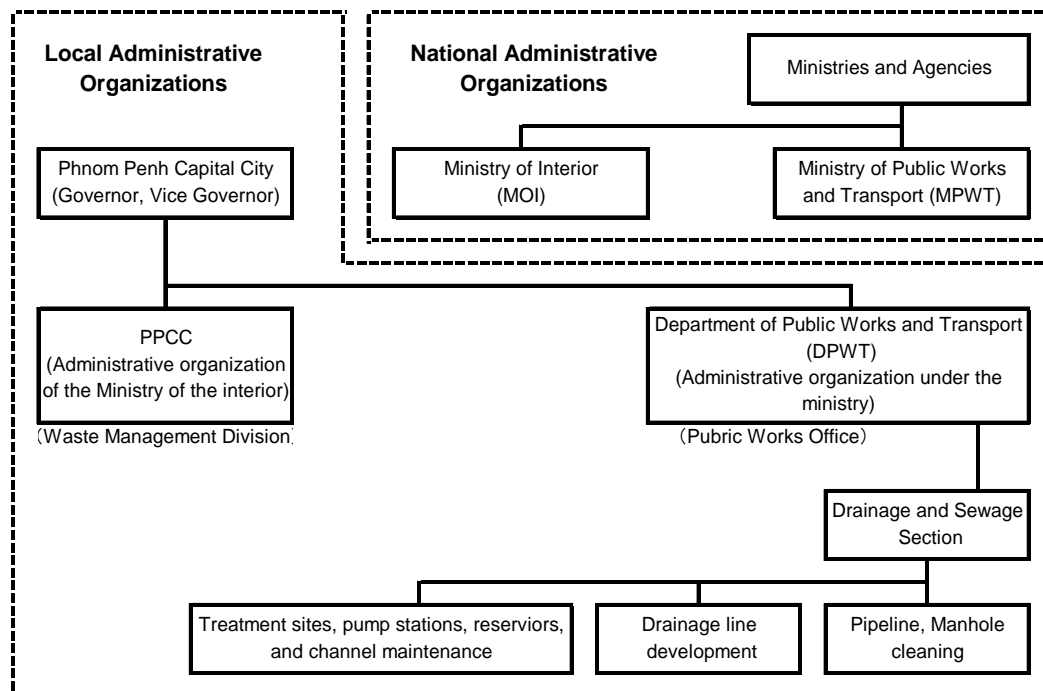 Local Administrative
Organizations
National Administrative
Organizations
Ministries and Agencies
Phnom Penh Capital City
(Governor, Vice Governor)
Ministry of Interior
(MOI)
Ministry of Public Works
and Transport (MPWT)
PPCC
(Administrative organization
of the Ministry of the interior)
(Waste Management Division)
Department of Public Works and Transport
(DPWT)
(Administrative organization under the
ministry)
(Pubric Works Office)
Drainage and Sewage
Section
Treatment sites, pump stations, reserviors,
and channel maintenance
Drainage line
development
Pipeline, Manhole
cleaning